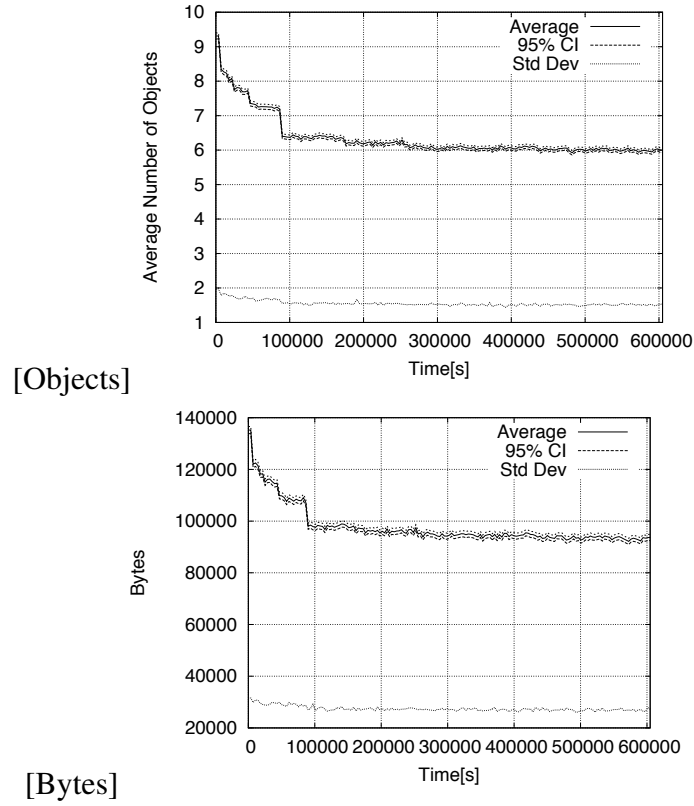 10
9
8
7
6
5
4
3
2
1
Average Number of Objects
Average
95% CI
Std Dev
0 100000 200000 300000 400000 500000 600000
Time[s]
[Objects]
140000
120000
100000
80000
60000
40000
20000
Bytes
Average
95% CI
Std Dev
0 100000 200000 300000 400000 500000 600000
Time[s]
[Bytes]